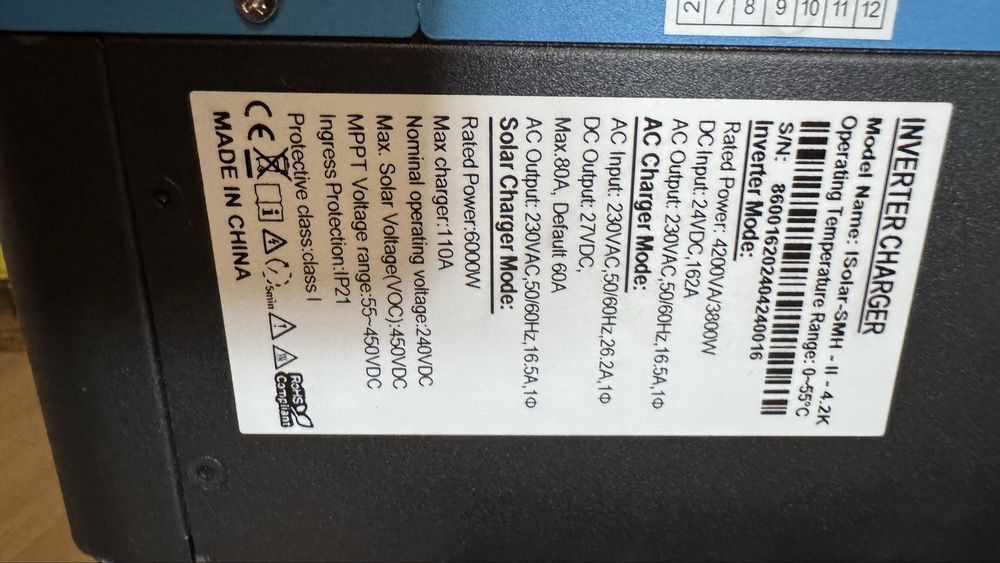 INVERTER CHARGER
Model Name: ISolar-SMH - II - 4.2K
Operating Temperature Range: 0~55°C
S/N: 86001620240424240016
Inverter Mode:
Rated Power: 4200VA/3800W
DC Input: 24VDC,162A
AC Output: 230VAC,50/60Hz,16.5A,1Φ
AC Charger Mode:
AC Input: 230VAC,50/60Hz,26.2A,1Φ
DC Output: 27VDC,
Max.80A, Default 60A
AC Output: 230VAC,50/60Hz,16.5A,1Φ
Solar Charger Mode:
Rated Power:6000W
Max charger:110A
Nominal operating voltage:240VDC
Max. Solar Voltage(VOC):450VDC
MPPT Voltage range:55~450VDC
Ingress Protection:IP21
Protective class:class I
CE 5min RoHS Compliant
MADE IN CHINA
2 7 8 9 10 11 12